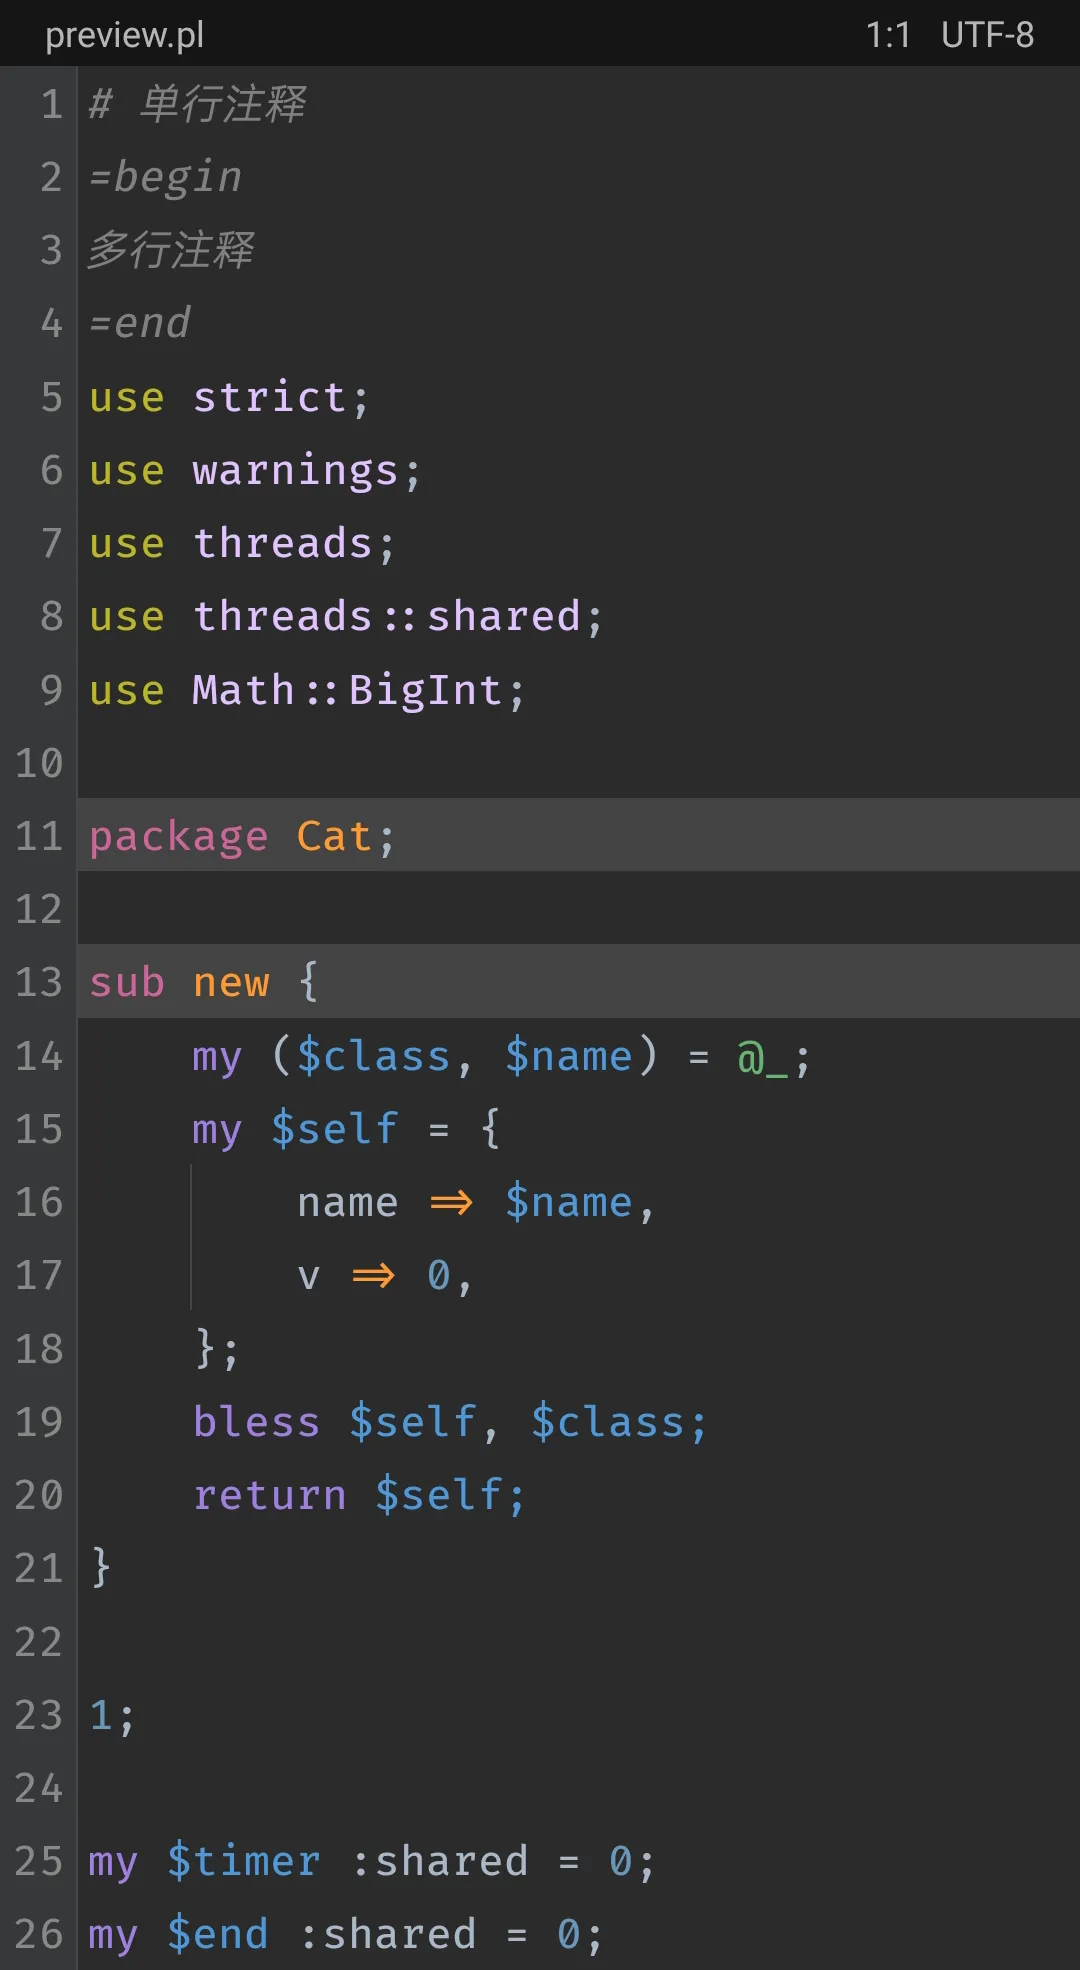 preview.pl 1:1 UTF-8
1 # 单行注释
2 =begin
3 多行注释
4 =end
5 use strict;
6 use warnings;
7 use threads;
8 use threads::shared;
9 use Math::BigInt;
10
11 package Cat;
12
13 sub new {
14     my ($class, $name) = @_;
15     my $self = {
16         name => $name,
17         v => 0,
18     };
19     bless $self, $class;
20     return $self;
21 }
22
23 1;
24
25 my $timer :shared = 0;
26 my $end :shared = 0;